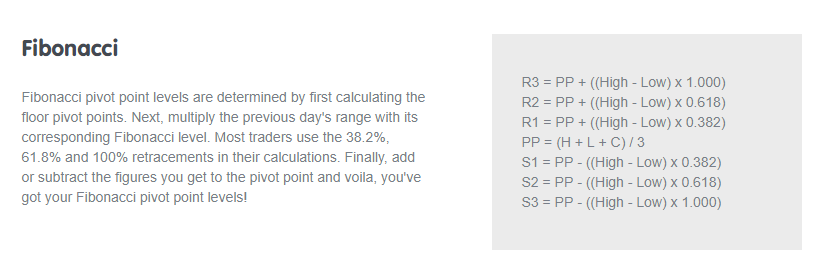 Fibonacci
Fibonacci pivot point levels are determined by first calculating the
floor pivot points. Next, multiply the previous day's range with its
corresponding Fibonacci level. Most traders use the 38.2%,
61.8% and 100% retracements in their calculations. Finally, add
or subtract the figures you get to the pivot point and voila, you've
got your Fibonacci pivot point levels!
R3 = PP + ((High - Low) x 1.000)
R2 = PP + ((High - Low) x 0.618)
R1 = PP + ((High - Low) x 0.382)
PP = (H + L + C) / 3
S1 = PP - ((High - Low) x 0.382)
S2 = PP - ((High - Low) x 0.618)
S3 = PP - ((High - Low) x 1.000)